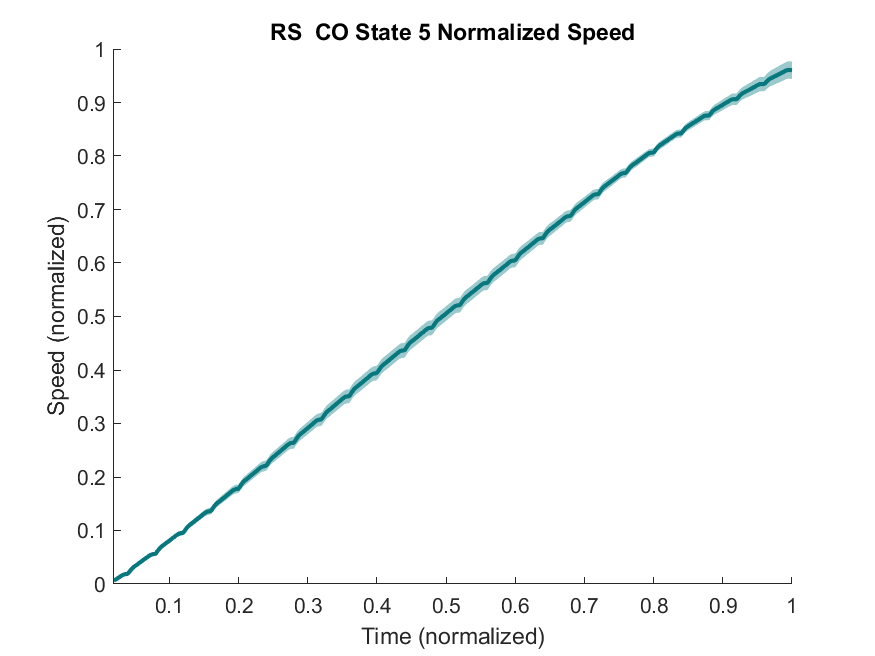 RS  CO State 5 Normalized Speed
1
0.9
0.8
0.7
0.6
0.5
0.4
0.3
0.2
0.1
0
Speed (normalized)
0.1 0.2 0.3 0.4 0.5 0.6 0.7 0.8 0.9 1
Time (normalized)